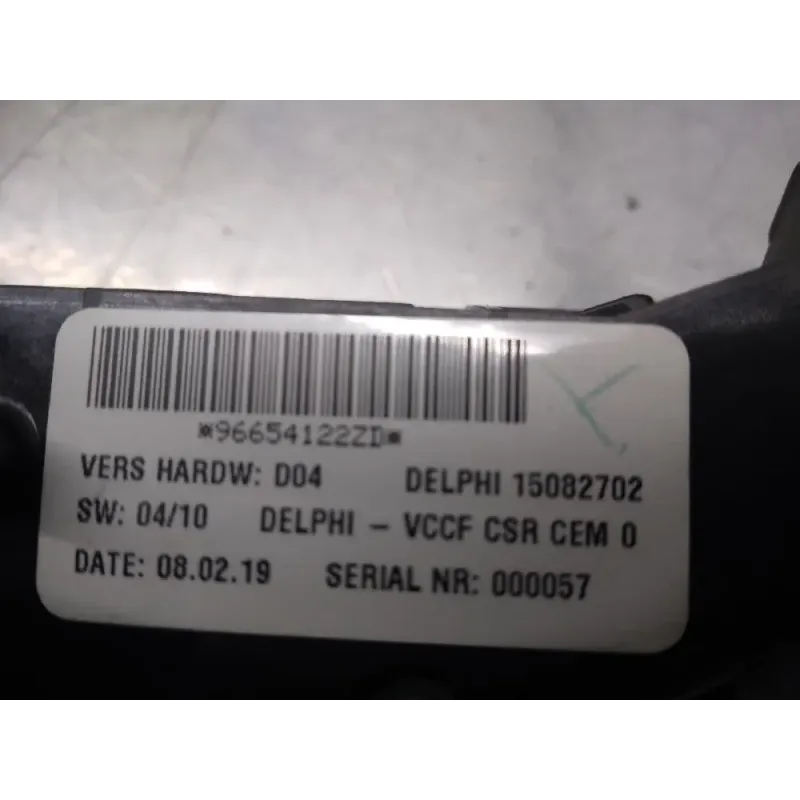 *96654122ZD*
VERS HARDW: D04 DELPHI 15082702
SW: 04/10 DELPHI - VCCF CSR CEM 0
DATE: 08.02.19 SERIAL NR: 000057